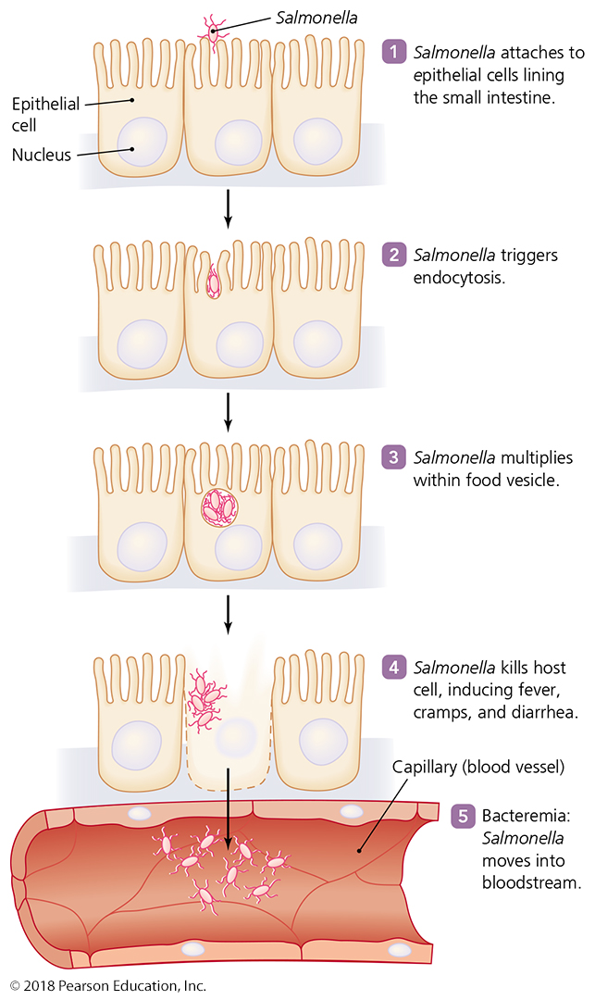 Salmonella
1 Salmonella attaches to
epithelial cells lining
the small intestine.
Epithelial
cell
Nucleus
2 Salmonella triggers
endocytosis.
3 Salmonella multiplies
within food vesicle.
4 Salmonella kills host
cell, inducing fever,
cramps, and diarrhea.
Capillary (blood vessel)
5 Bacteremia:
Salmonella
moves into
bloodstream.
© 2018 Pearson Education, Inc.